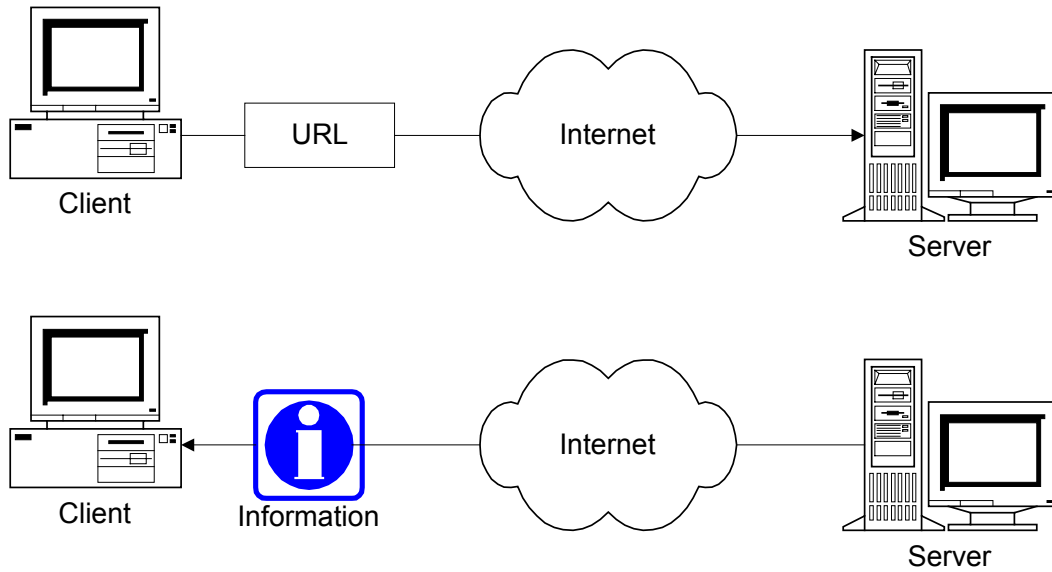 URL
Internet
Client
Server
Internet
Client
Information
Server